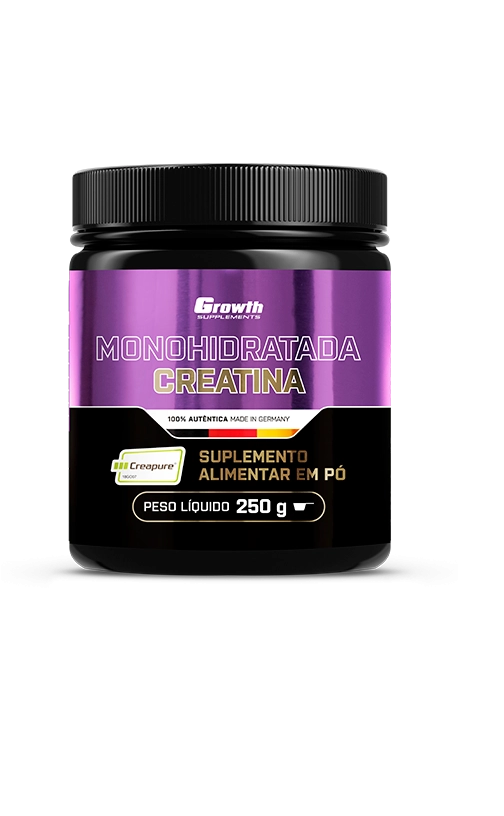 Growth
SUPPLEMENTS
MONOHIDRATADA
CREATINA
100% AUTÊNTICA MADE IN GERMANY
Creapure®
SUPLEMENTO
ALIMENTAR EM PÓ
PESO LÍQUIDO 250 g